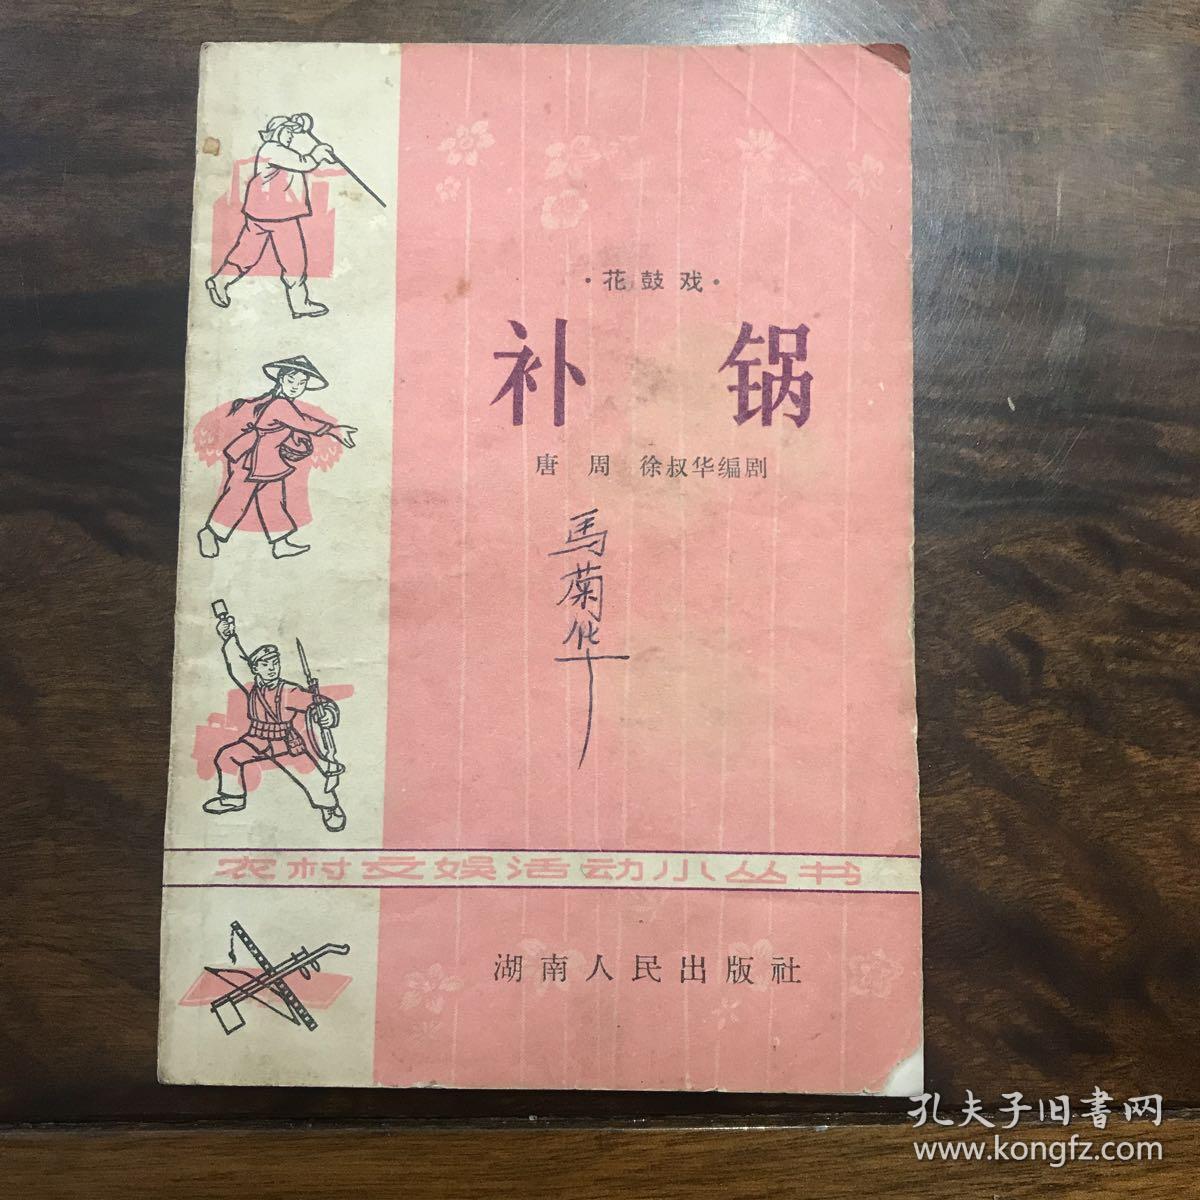 ·花鼓戏·
补锅
唐周 徐叔华编剧
馬菊华
农村文娱活动小丛书
湖南人民出版社
孔夫子旧書网
www.kongfz.com